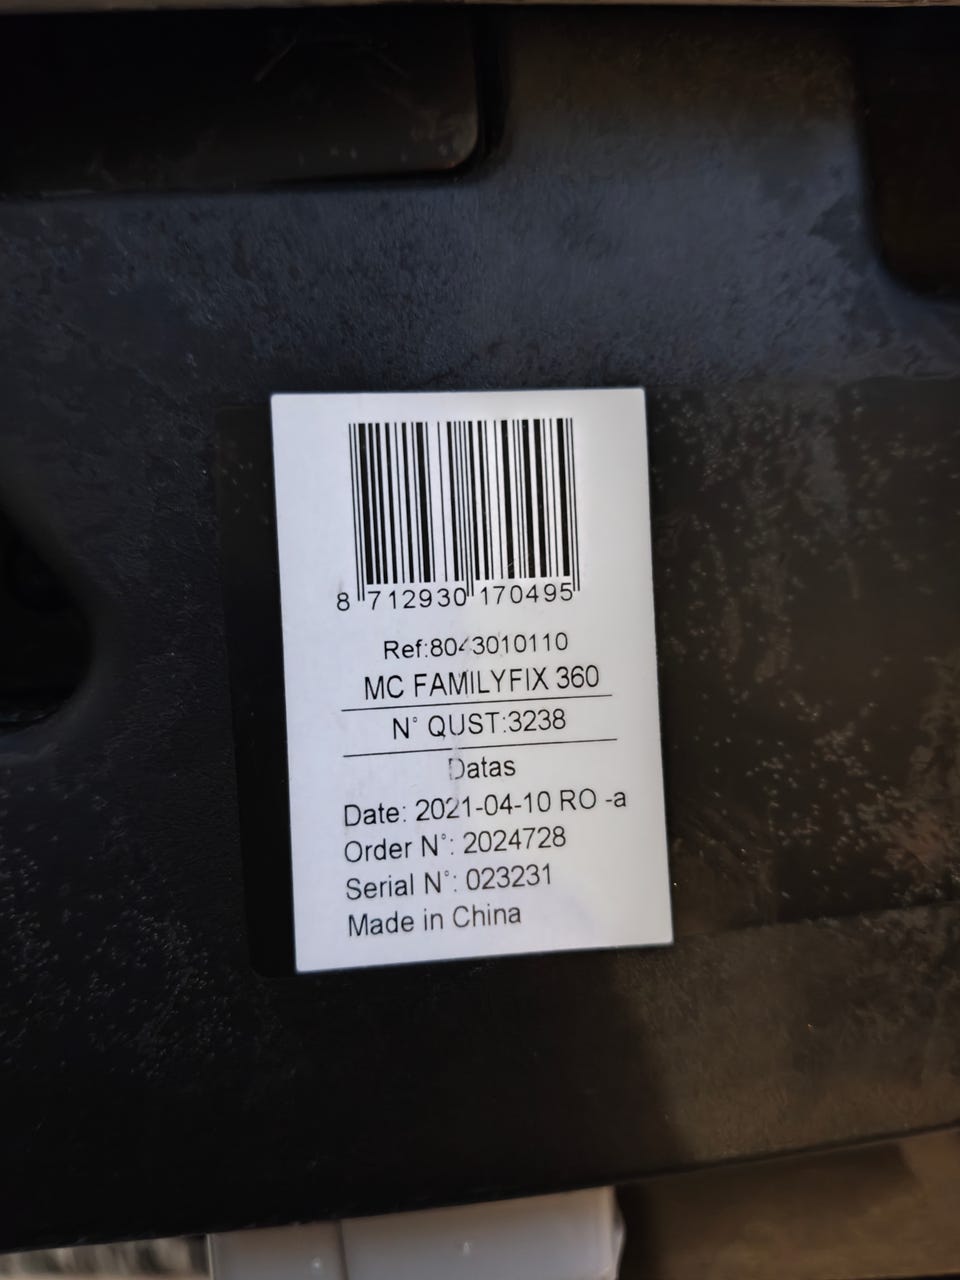 8 712930 170495
Ref:8043010110
MC FAMILYFIX 360
N° QUST:3238
Datas
Date: 2021-04-10 RO -a
Order N°: 2024728
Serial N°: 023231
Made in China